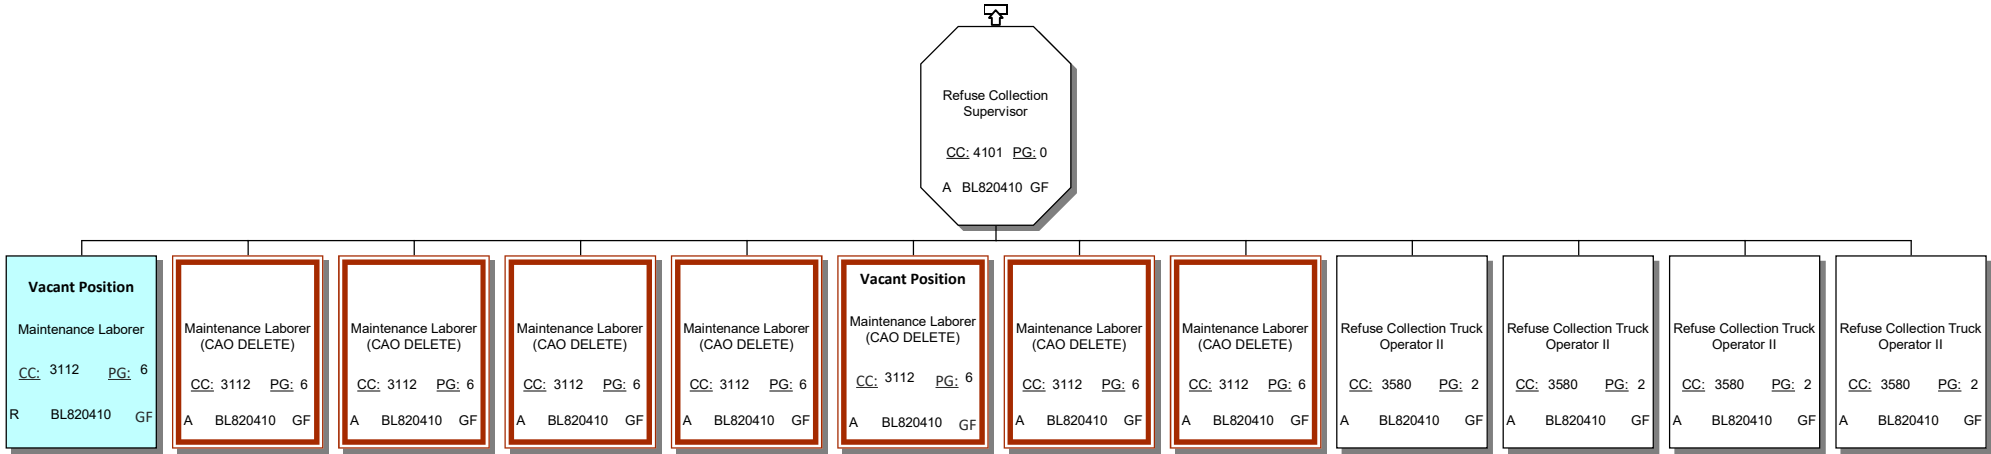 Refuse Collection
Supervisor
CC: 4101 PG: 0
A BL820410 GF
Vacant Position
Maintenance Laborer
CC: 3112 PG: 6
R BL820410 GF
Maintenance Laborer
(CAO DELETE)
CC: 3112 PG: 6
A BL820410 GF
Maintenance Laborer
(CAO DELETE)
CC: 3112 PG: 6
A BL820410 GF
Maintenance Laborer
(CAO DELETE)
CC: 3112 PG: 6
A BL820410 GF
Maintenance Laborer
(CAO DELETE)
CC: 3112 PG: 6
A BL820410 GF
Vacant Position
Maintenance Laborer
(CAO DELETE)
CC: 3112 PG: 6
A BL820410 GF
Maintenance Laborer
(CAO DELETE)
CC: 3112 PG: 6
A BL820410 GF
Maintenance Laborer
(CAO DELETE)
CC: 3112 PG: 6
A BL820410 GF
Refuse Collection Truck
Operator II
CC: 3580 PG: 2
A BL820410 GF
Refuse Collection Truck
Operator II
CC: 3580 PG: 2
A BL820410 GF
Refuse Collection Truck
Operator II
CC: 3580 PG: 2
A BL820410 GF
Refuse Collection Truck
Operator II
CC: 3580 PG: 2
A BL820410 GF